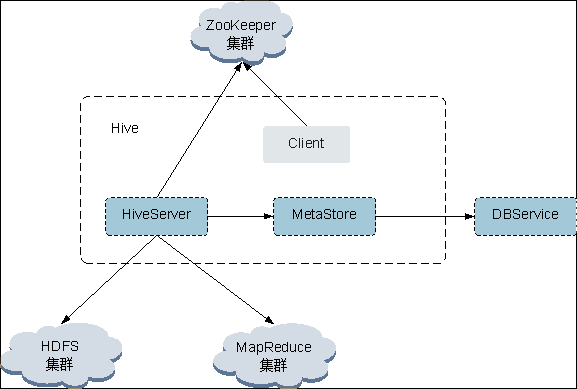 ZooKeeper
集群
Hive
Client
HiveServer
MetaStore
DBService
HDFS
集群
MapReduce
集群